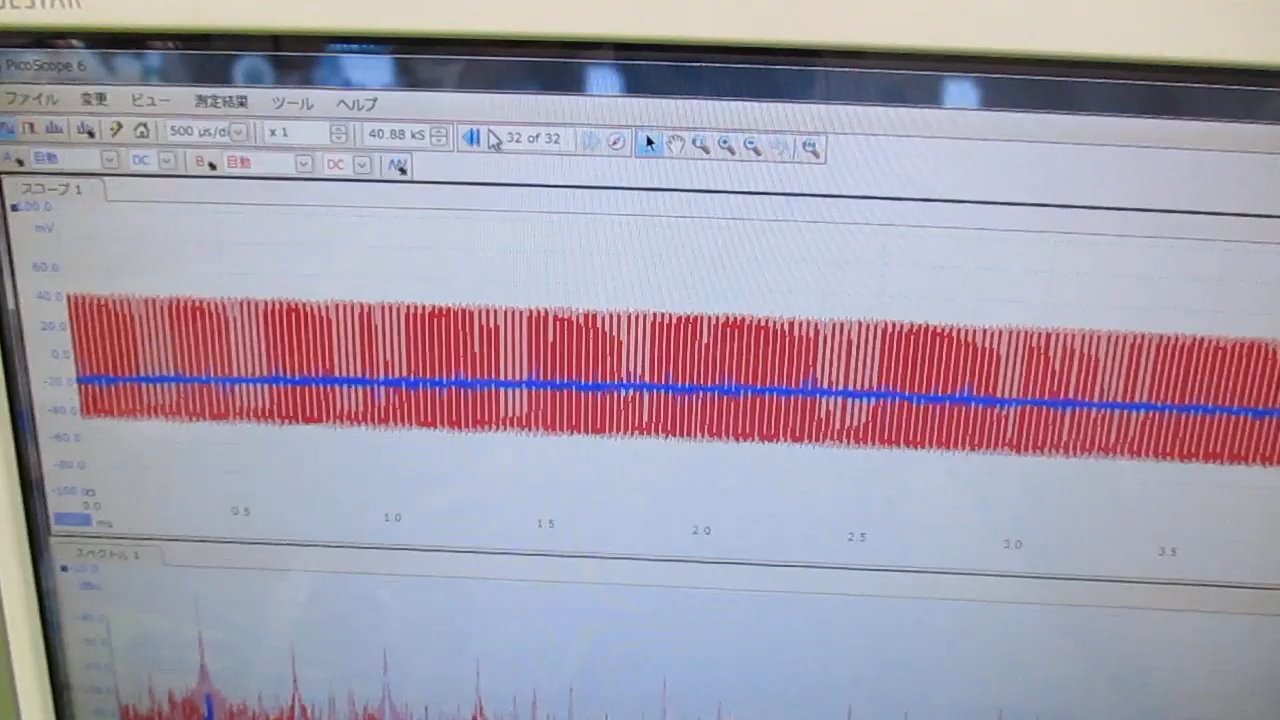 PicoScope 6
ファイル 変更 ビュー 測定結果 ツール ヘルプ
500 µs/di x 1 40.88 kS 32 of 32
A 自動 DC B 自動 DC
スコープ 1
100.0
mV
60.0
40.0
20.0
0.0
-20.0
-40.0
-60.0
-80.0
-100.0
0.0 0.5 1.0 1.5 2.0 2.5 3.0 3.5
ms
スペクトル 1